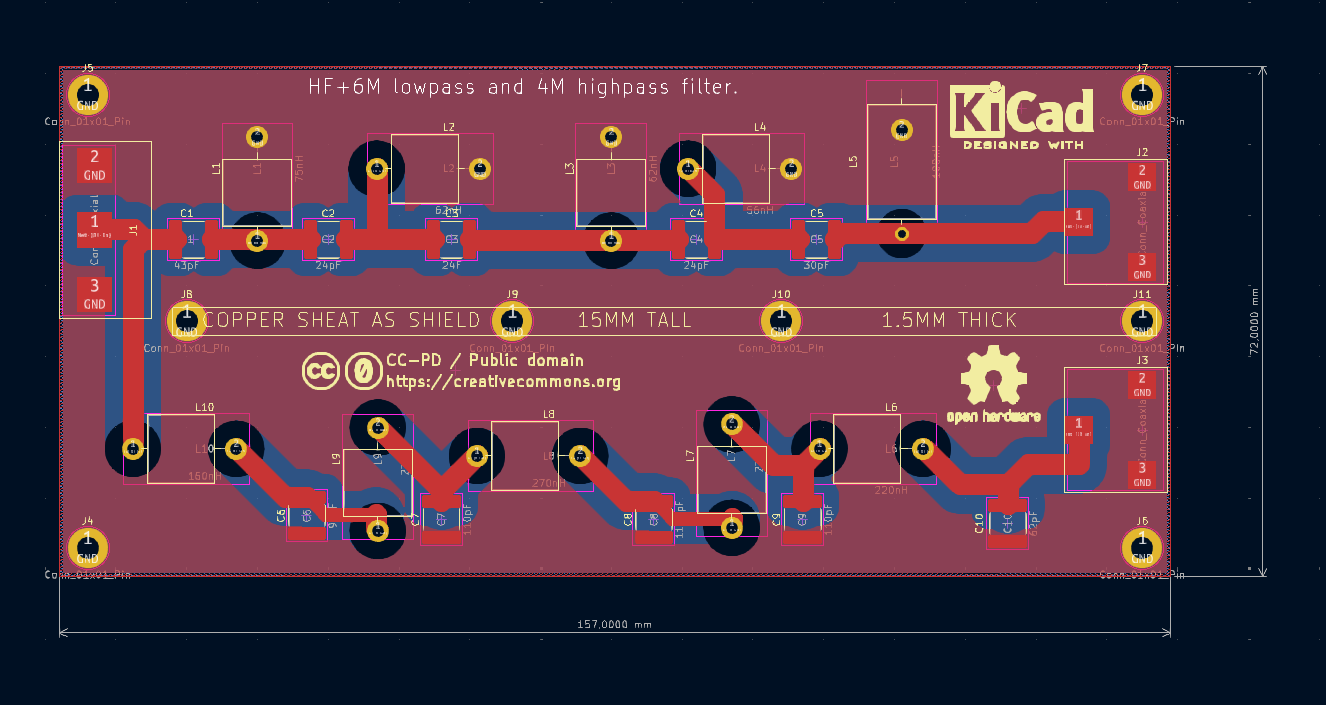 J5
J7
1
GND
HF+6M lowpass and 4M highpass filter.
KiCad
DESIGNED WITH
1
GND
Conn_01x01_Pin
Conn_01x01_Pin
2
GND
1
3
GND
J1
L1
L1
2
75nH
L2
L2
62nH
L3
L3
2
62nH
L4
L4
56nH
L5
L5
2
J2
2
GND
1
3
GND
Conn_Coaxial
C1
43pF
C2
C2
24pF
C3
C3
24F
C4
C4
24pF
C5
C5
30pF
J8
J9
J10
J11
1
GND
COPPER SHEAT AS SHIELD
1
GND
15MM TALL
1
GND
1.5MM THICK
1
GND
Conn_01x01_Pin
Conn_01x01_Pin
Conn_01x01_Pin
Conn_01x01_Pin
cc
0
CC-PD / Public domain
https://creativecommons.org
open hardware
J3
2
GND
1
3
GND
Conn_Coaxial
72,0000 mm
L10
L10
160nH
L9
L9
L8
L8
270nH
L7
L7
L6
L6
220nH
C6
C6
C7
C7
110pF
C8
C8
C9
C9
110pF
C10
C10
62pF
J4
1
GND
Conn_01x01_Pin
J6
1
GND
Conn_01x01_Pin
157,0000 mm